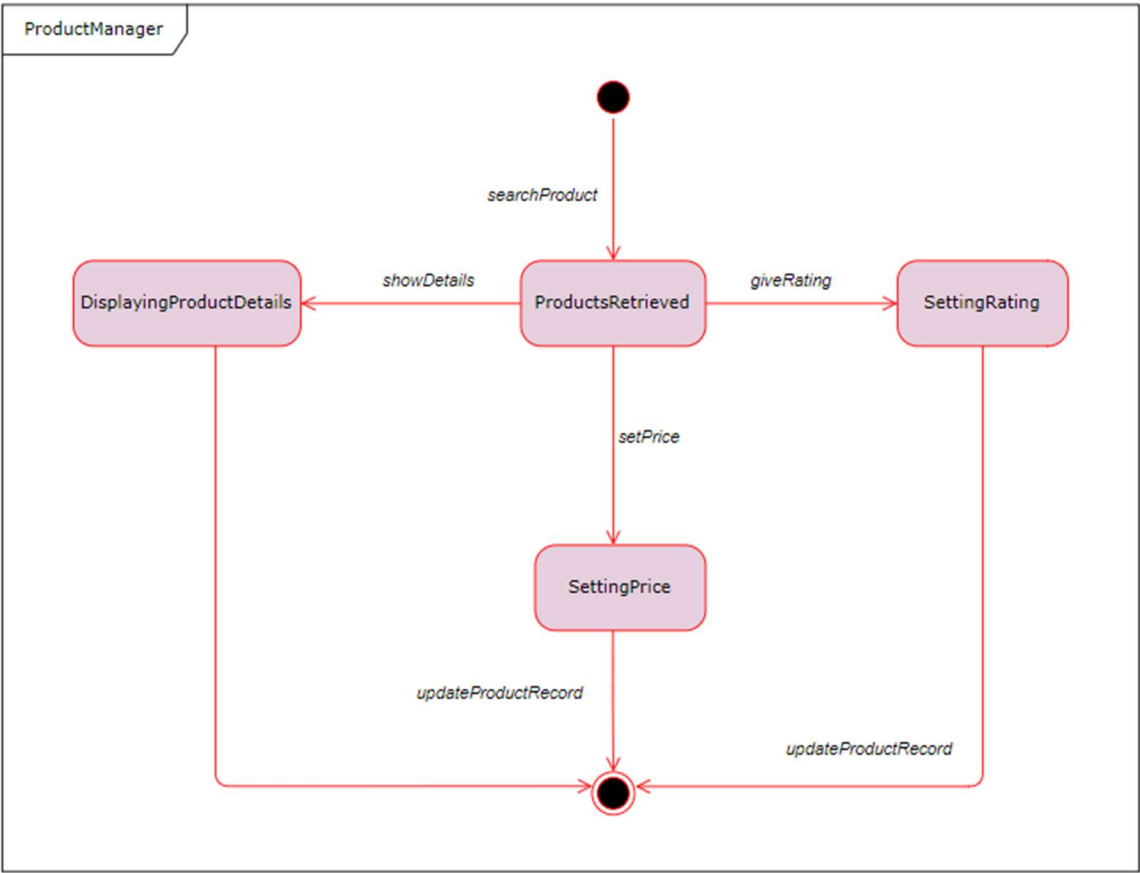 ProductManager
searchProduct
showDetails
giveRating
DisplayingProductDetails
ProductsRetrieved
SettingRating
setPrice
SettingPrice
updateProductRecord
updateProductRecord